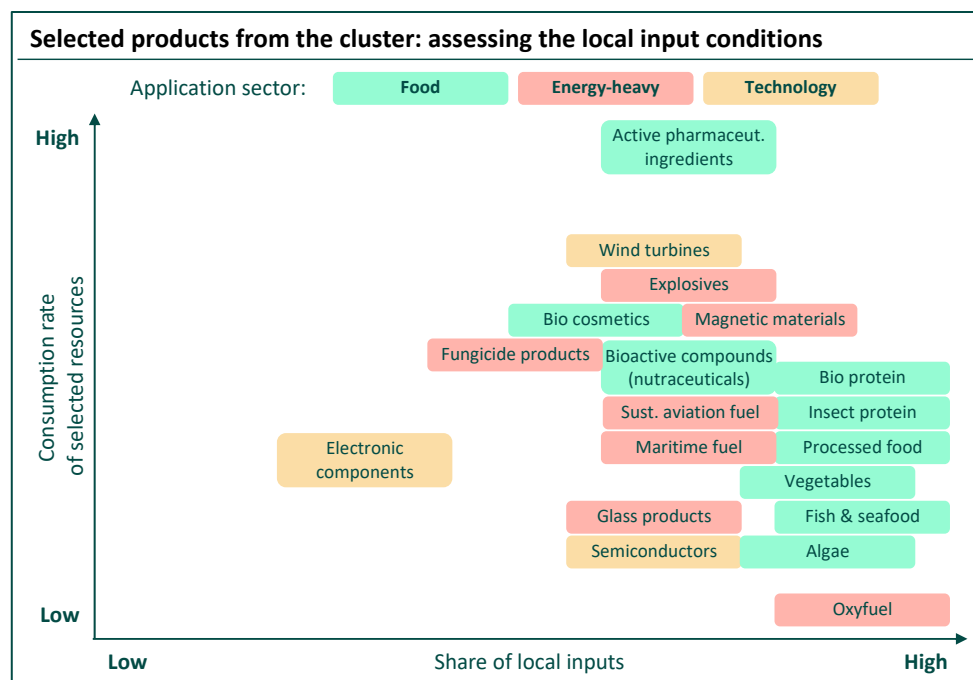 Selected products from the cluster: assessing the local input conditions
Application sector:
Food
Energy-heavy
Technology
High
Active pharmaceut.
ingredients
Wind turbines
Explosives
Bio cosmetics
Magnetic materials
Fungicide products
Bioactive compounds
(nutraceuticals)
Bio protein
Sust. aviation fuel
Insect protein
Electronic
components
Maritime fuel
Processed food
Vegetables
Glass products
Fish & seafood
Semiconductors
Algae
Oxyfuel
Consumption rate
of selected resources
Low
Low
Share of local inputs
High